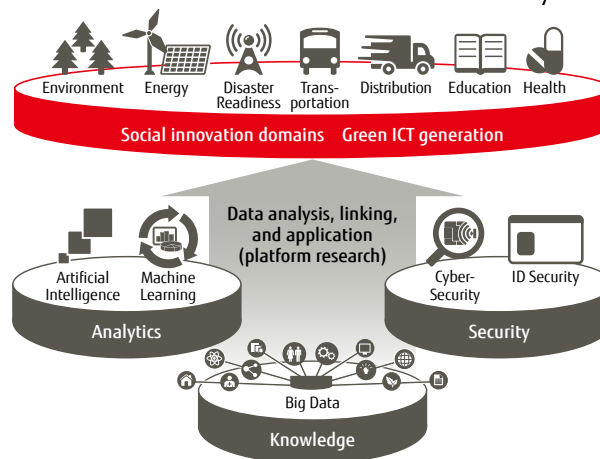 Environment
Energy
Disaster
Readiness
Trans-
portation
Distribution
Education
Health
Social innovation domains Green ICT generation
Data analysis, linking,
and application
(platform research)
Artificial
Intelligence
Machine
Learning
Analytics
Cyber-
Security
ID Security
Security
Big Data
Knowledge